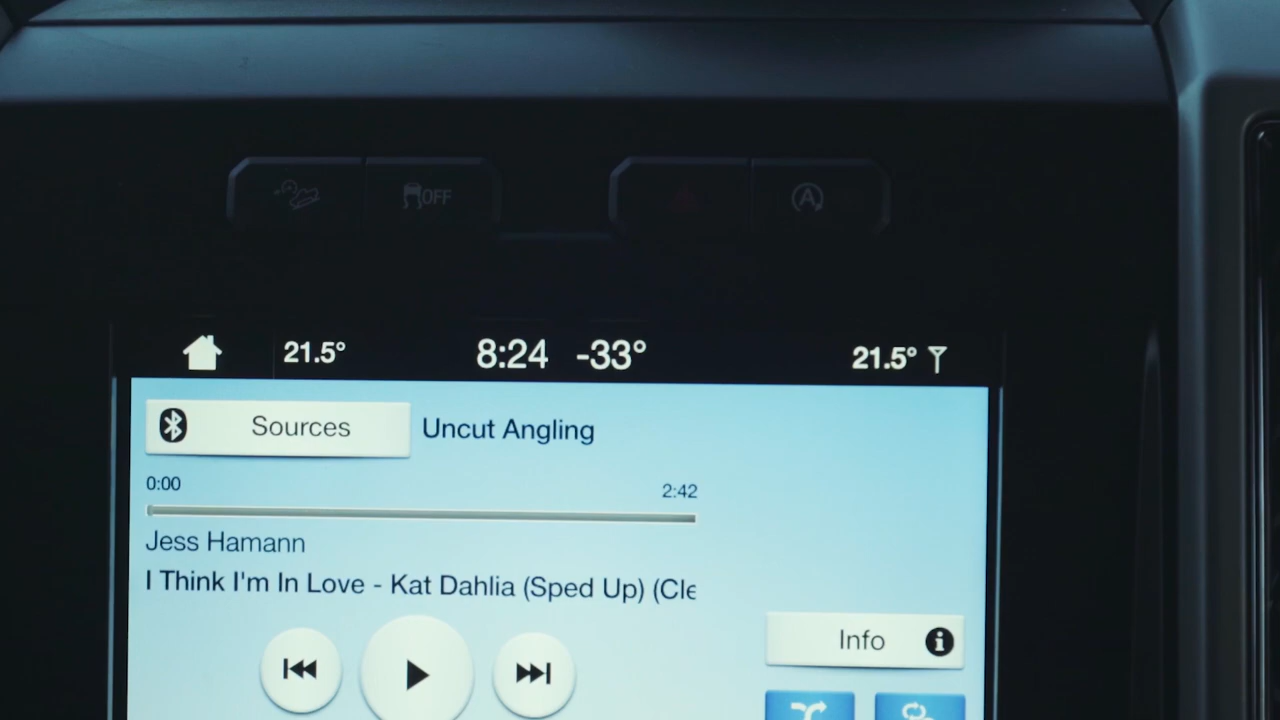 OFF
A
21.5° 8:24 -33° 21.5°
Sources Uncut Angling
0:00 2:42
Jess Hamann
I Think I'm In Love - Kat Dahlia (Sped Up) (Cle
Info